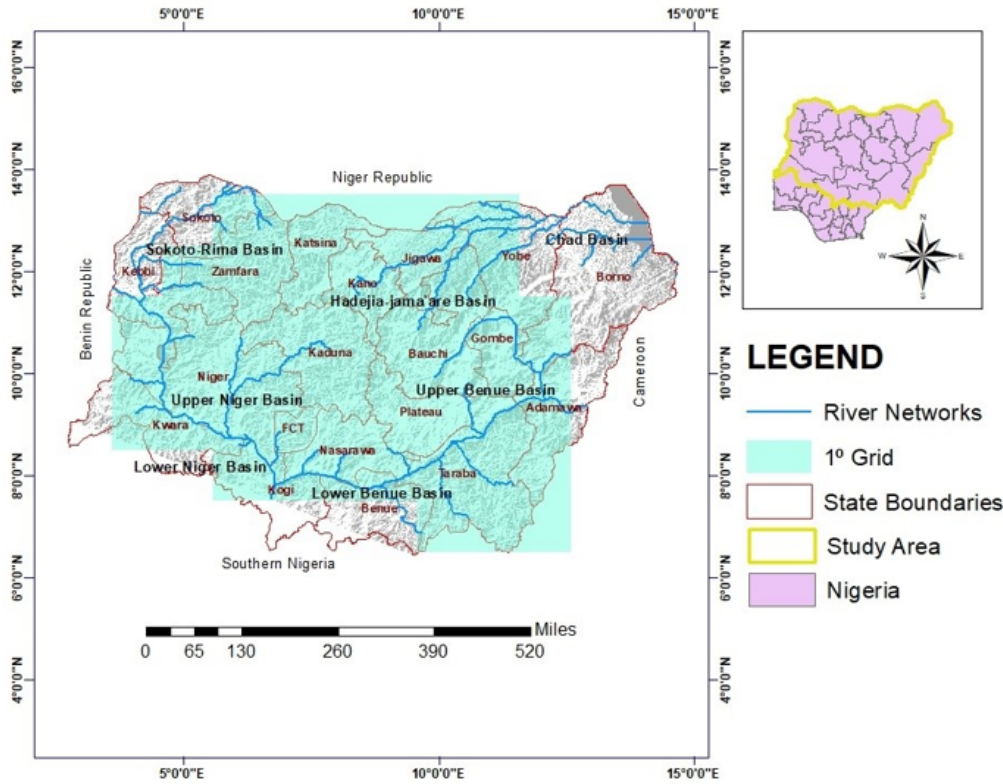 5°0'0"E 10°0'0"E 15°0'0"E
16°0'0"N 16°0'0"N
14°0'0"N 14°0'0"N
12°0'0"N 12°0'0"N
10°0'0"N 10°0'0"N
8°0'0"N 8°0'0"N
6°0'0"N 6°0'0"N
4°0'0"N 4°0'0"N
Niger Republic
Sokoto
Katsina
Sokoto-Rima Basin
Chad Basin
Kebbi
Zamfara
Jigawa
Yobe
Borno
Kano
Hadejia-jama'are Basin
Benin Republic
Cameroon
Kaduna
Bauchi
Gombe
Niger
Upper Niger Basin
Upper Benue Basin
Plateau
Adamawa
Kwara
FCT
Nasarawa
Lower Niger Basin
Taraba
Kogi
Lower Benue Basin
Benue
Southern Nigeria
Miles
0 65 130 260 390 520
5°0'0"E 10°0'0"E 15°0'0"E
N
W E
S
LEGEND
River Networks
1º Grid
State Boundaries
Study Area
Nigeria